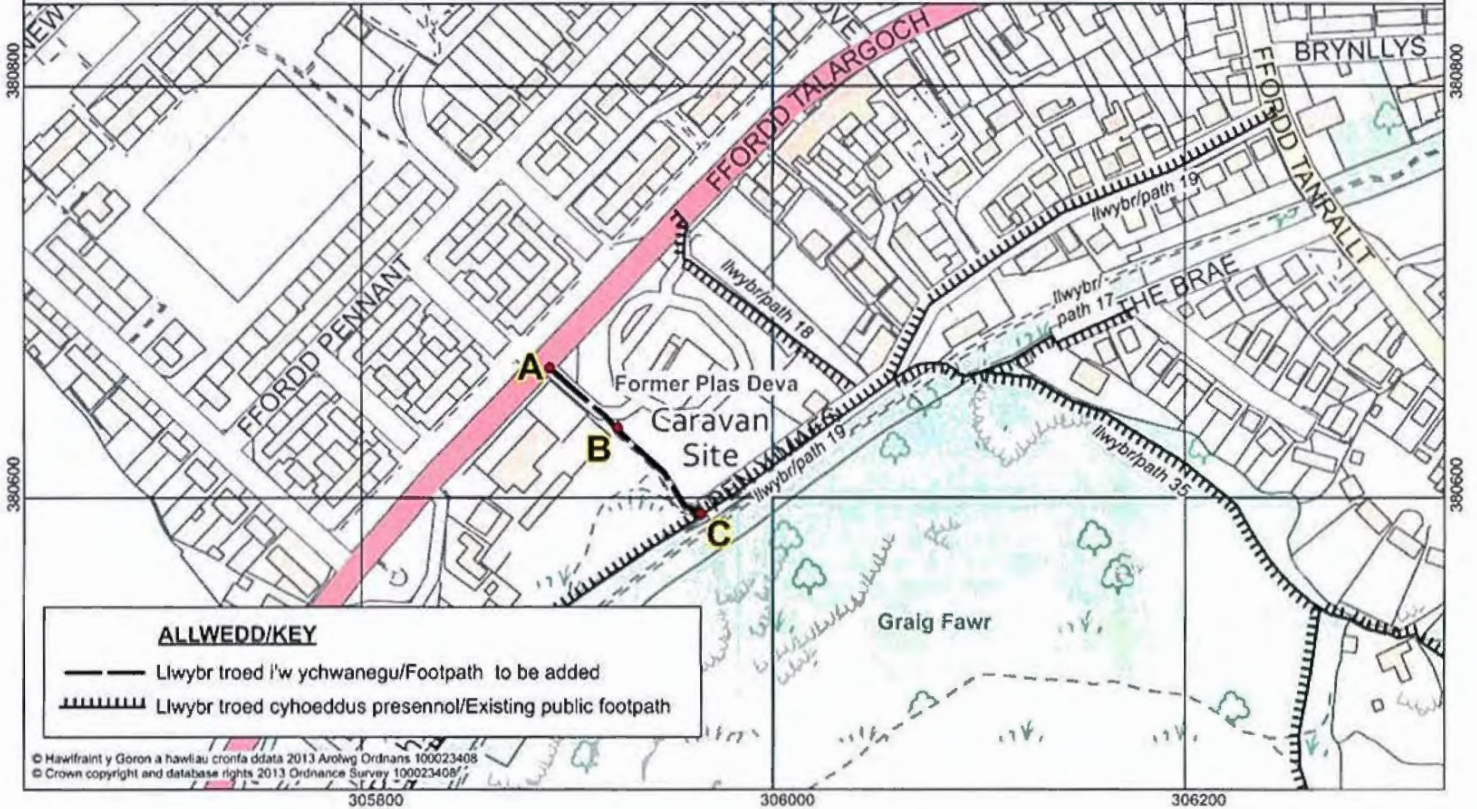 380800
380800
FFORDD TALARGOCH
BRYNLLYS
FFORDD TANRALLT
llwybr/path 19
FFORDD PENNANT
llwybr/path 18
llwybr/
path 17
THE BRAE
A
Former Plas Deva
Caravan
Site
B
llwybr/path 19
llwybr/path 35
380600
380600
C
Graig Fawr
ALLWEDD/KEY
Llwybr troed i'w ychwanegu/Footpath to be added
Llwybr troed cyhoeddus presennol/Existing public footpath
© Hawlfraint y Goron a hawliau cronfa ddata 2013 Arolwg Ordnans 100023408
© Crown copyright and database rights 2013 Ordnance Survey 100023408
305800
306000
306200